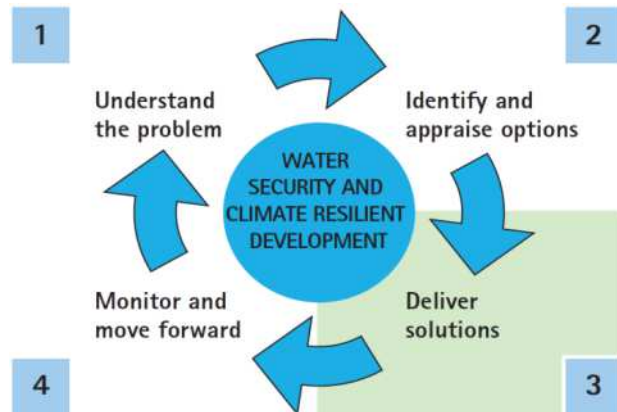 1
2
Understand
the problem
Identify and
appraise options
WATER
SECURITY AND
CLIMATE RESILIENT
DEVELOPMENT
Monitor and
move forward
Deliver
solutions
4
3